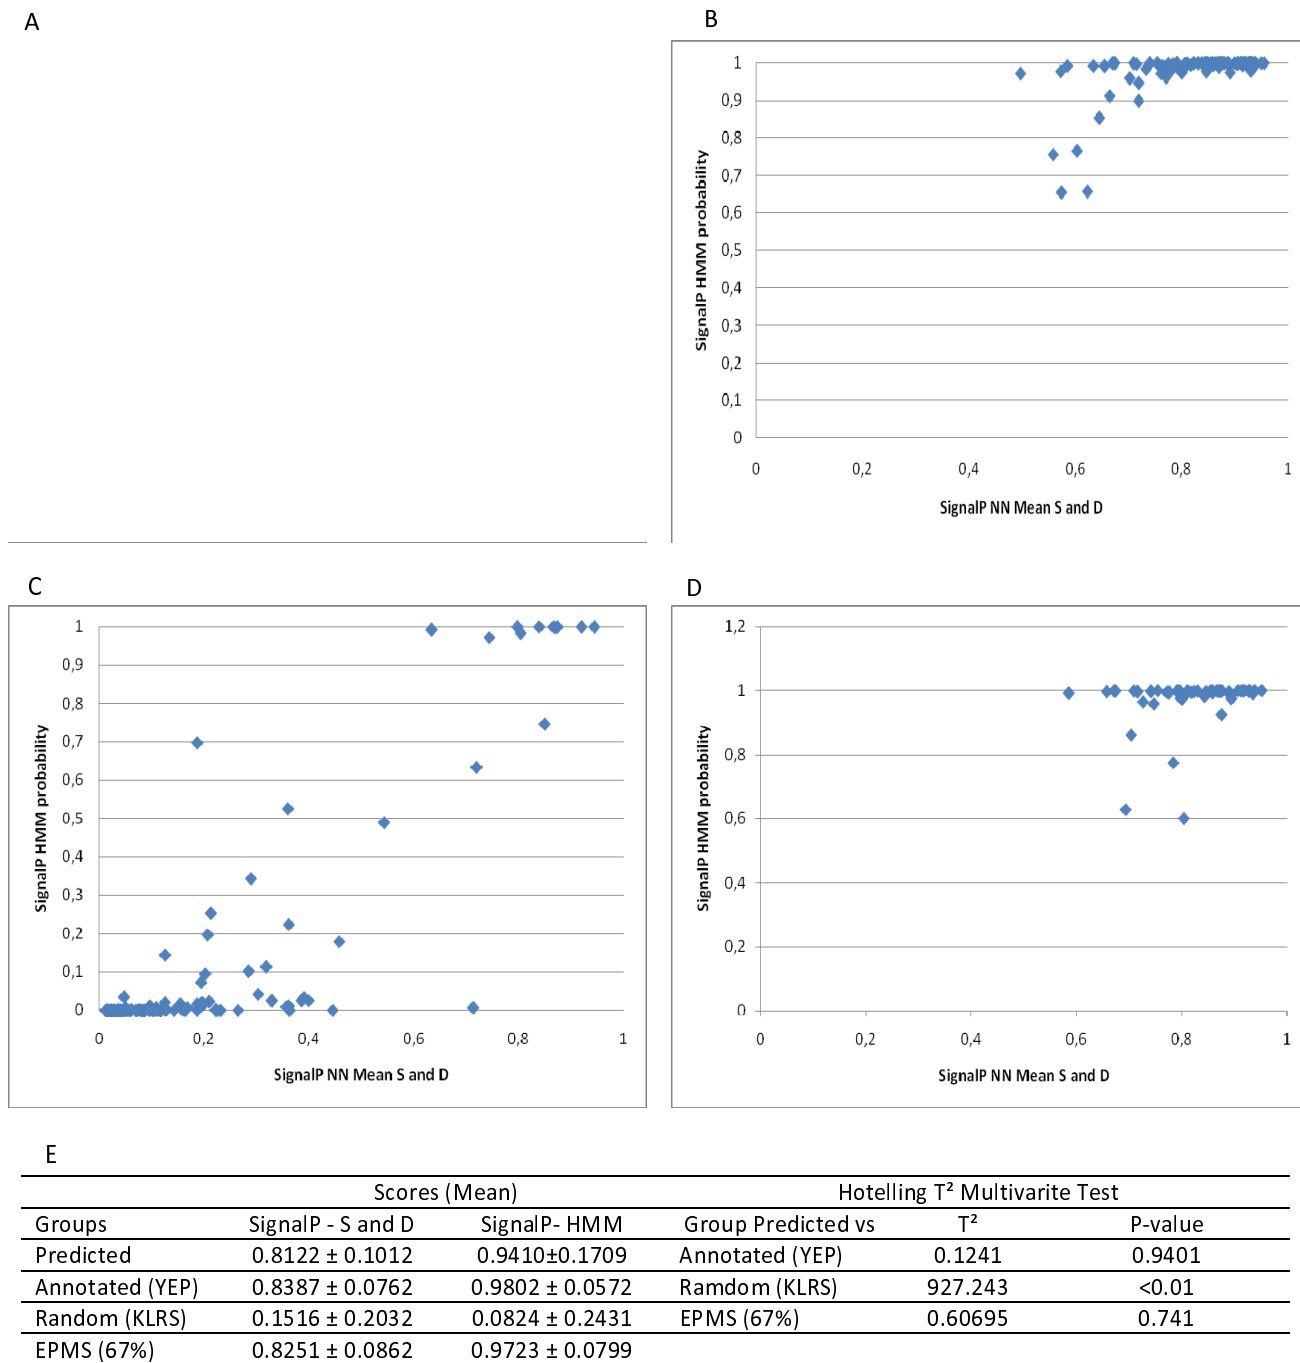 A
B
1
0,9
0,8
0,7
0,6
0,5
0,4
0,3
0,2
0,1
0
SignalP HMM probability
0 0,2 0,4 0,6 0,8 1
SignalP NN Mean S and D
C
1
0,9
0,8
0,7
0,6
0,5
0,4
0,3
0,2
0,1
0
SignalP HMM probability
0 0,2 0,4 0,6 0,8 1
SignalP NN Mean S and D
D
1,2
1
0,8
0,6
0,4
0,2
0
SignalP HMM probability
0 0,2 0,4 0,6 0,8 1
SignalP NN Mean S and D
E
Scores (Mean) Hotelling T² Multivarite Test
Groups SignalP - S and D SignalP- HMM Group Predicted vs T² P-value
Predicted 0.8122 ± 0.1012 0.9410±0.1709 Annotated (YEP) 0.1241 0.9401
Annotated (YEP) 0.8387 ± 0.0762 0.9802 ± 0.0572 Ramdom (KLRS) 927.243 <0.01
Random (KLRS) 0.1516 ± 0.2032 0.0824 ± 0.2431 EPMS (67%) 0.60695 0.741
EPMS (67%) 0.8251 ± 0.0862 0.9723 ± 0.0799